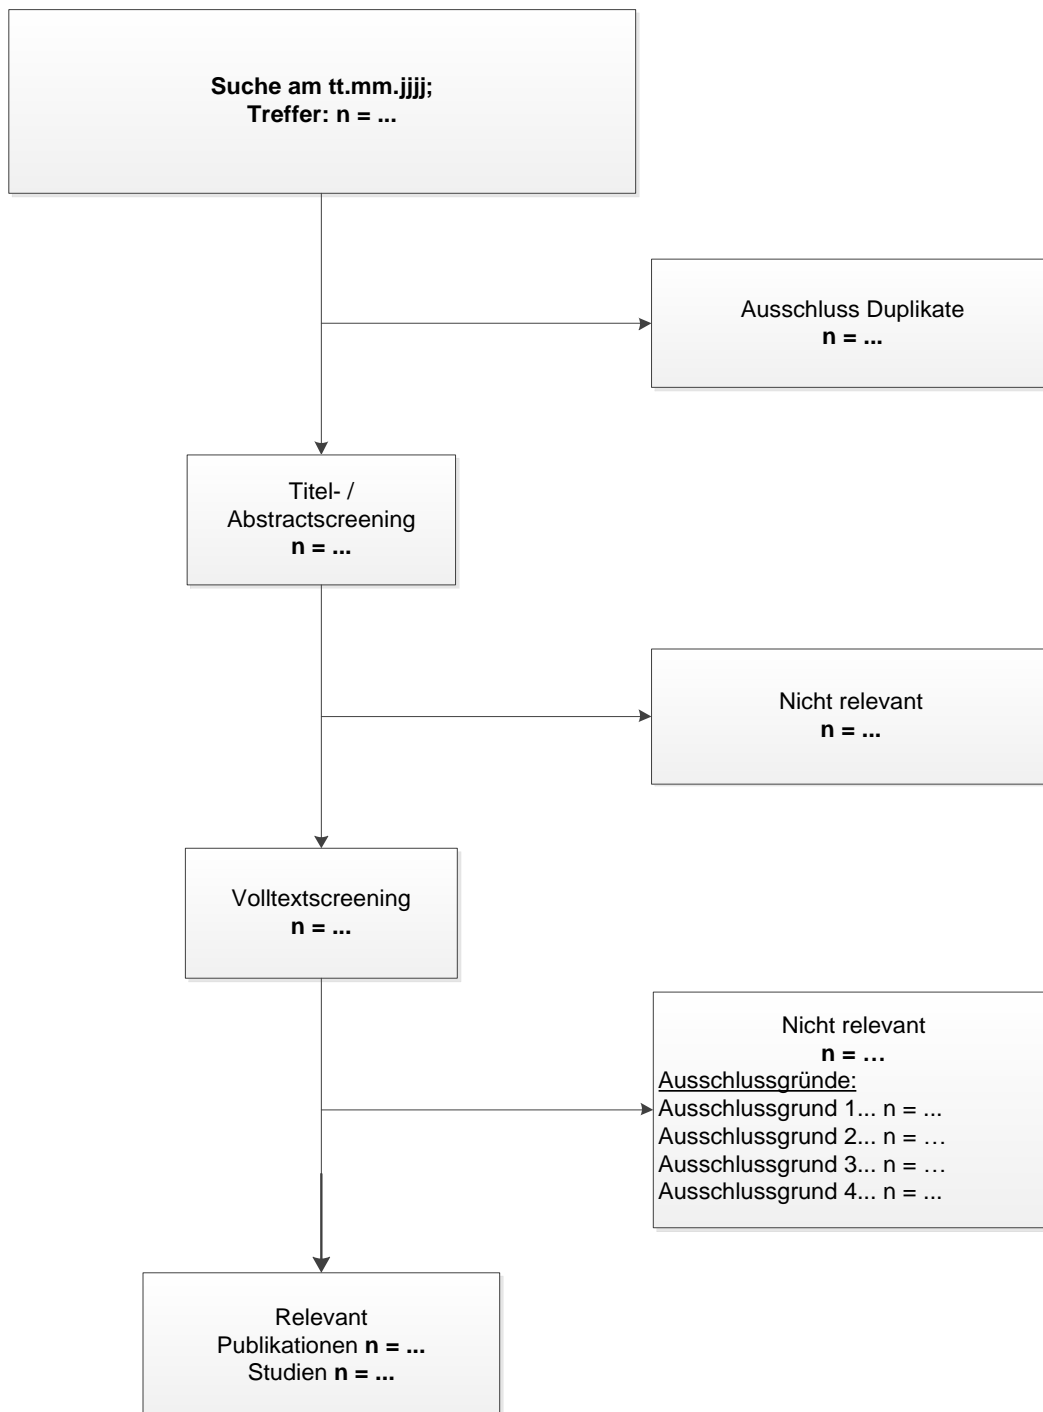 Suche am tt.mm.jjjj;
Treffer: n = ...
Ausschluss Duplikate
n = ...
Titel- /
Abstractscreening
n = ...
Nicht relevant
n = ...
Volltextscreening
n = ...
Nicht relevant
n = …
Ausschlussgründe:
Ausschlussgrund 1... n = ...
Ausschlussgrund 2... n = …
Ausschlussgrund 3... n = …
Ausschlussgrund 4... n = ...
Relevant
Publikationen n = ...
Studien n = ...